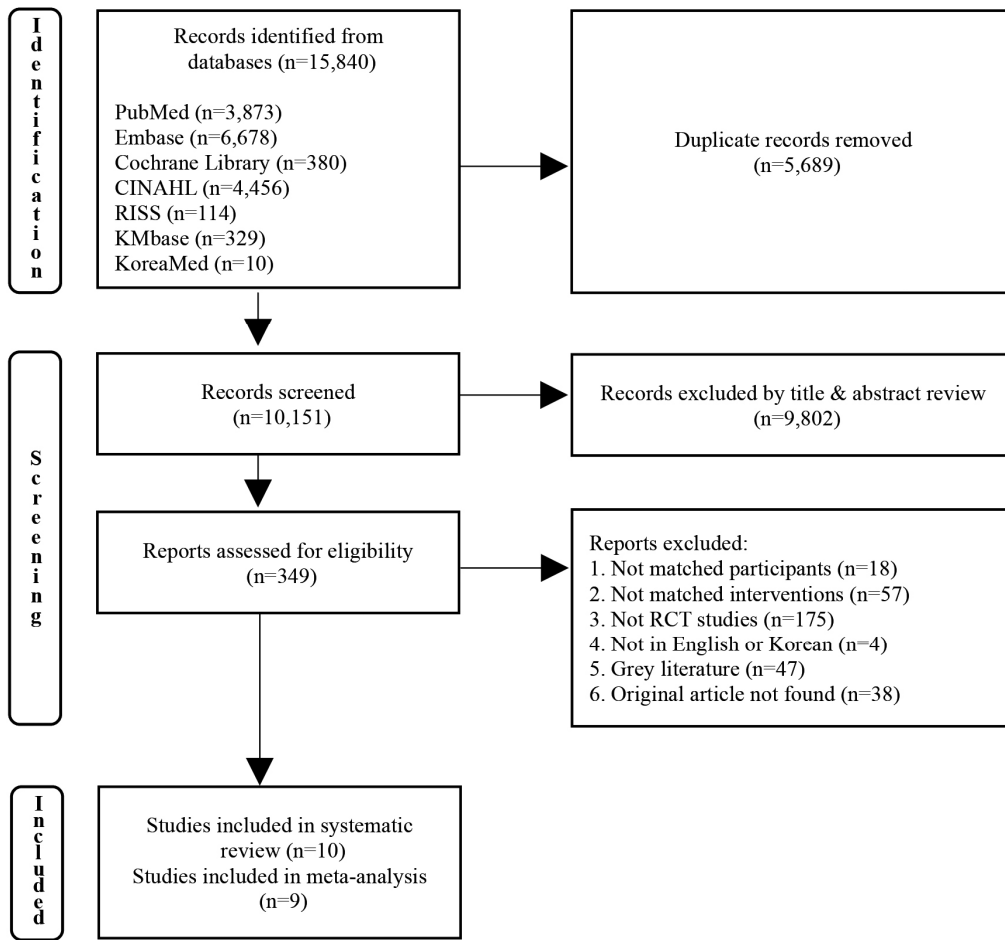 Identification
Records identified from
databases (n=15,840)
PubMed (n=3,873)
Embase (n=6,678)
Cochrane Library (n=380)
CINAHL (n=4,456)
RISS (n=114)
KMbase (n=329)
KoreaMed (n=10)
Duplicate records removed
(n=5,689)
Screening
Records screened
(n=10,151)
Records excluded by title & abstract review
(n=9,802)
Reports assessed for eligibility
(n=349)
Reports excluded:
1. Not matched participants (n=18)
2. Not matched interventions (n=57)
3. Not RCT studies (n=175)
4. Not in English or Korean (n=4)
5. Grey literature (n=47)
6. Original article not found (n=38)
Included
Studies included in systematic
review (n=10)
Studies included in meta-analysis
(n=9)